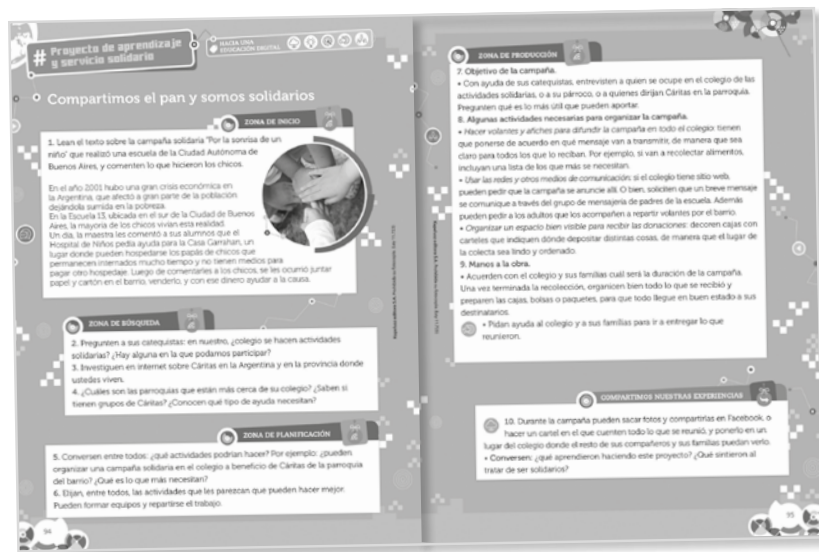 # Proyecto de aprendizaje
y servicio solidario
HACIA UNA
EDUCACIÓN DIGITAL
Compartimos el pan y somos solidarios
ZONA DE INICIO
1. Lean el texto sobre la campaña solidaria "Por la sonrisa de un
niño" que realizó una escuela de la Ciudad Autónoma de
Buenos Aires, y comenten lo que hicieron los chicos.
En el año 2001 hubo una gran crisis económica en
la Argentina, que afectó a gran parte de la población
dejándola sumida en la pobreza.
En la Escuela 13, ubicada en el sur de la Ciudad de Buenos
Aires, la mayoría de los chicos vivían esta realidad.
Un día, la maestra les comentó a sus alumnos que el
Hospital de Niños pedía ayuda para la Casa Garrahan, un
lugar donde pueden hospedarse los papás de chicos que
permanecen internados mucho tiempo y no tienen medios para
pagar otro hospedaje. Luego de comentarles a los chicos, se les ocurrió juntar
papel y cartón en el barrio, venderlo, y con ese dinero ayudar a la causa.
ZONA DE BÚSQUEDA
2. Pregunten a sus catequistas: en nuestro, ¿colegio se hacen actividades
solidarias? ¿Hay alguna en la que podamos participar?
3. Investiguen en internet sobre Cáritas en la Argentina y en la provincia donde
ustedes viven.
4. ¿Cuáles son las parroquias que están más cerca de su colegio? ¿Saben si
tienen grupos de Cáritas? ¿Conocen qué tipo de ayuda necesitan?
ZONA DE PLANIFICACIÓN
5. Conversen entre todos: ¿qué actividades podrían hacer? Por ejemplo: ¿pueden
organizar una campaña solidaria en el colegio a beneficio de Cáritas de la parroquia
del barrio? ¿Qué es lo que más necesitan?
6. Elijan, entre todos, las actividades que les parezcan que pueden hacer mejor.
Pueden formar equipos y repartirse el trabajo.
94
ZONA DE PRODUCCIÓN
7. Objetivo de la campaña.
• Con ayuda de sus catequistas, entrevisten a quien se ocupe en el colegio de las
actividades solidarias, o a su párroco, o a quienes dirijan Cáritas en la parroquia.
Pregunten qué es lo más útil que pueden aportar.
8. Algunas actividades necesarias para organizar la campaña.
• Hacer volantes y afiches para difundir la campaña en todo el colegio: tienen
que ponerse de acuerdo en qué mensaje van a transmitir, de manera que sea
claro para todos los que lo reciban. Por ejemplo, si van a recolectar alimentos,
incluyan una lista de los que más se necesitan.
• Usar las redes y otros medios de comunicación: si el colegio tiene sitio web,
pueden pedir que la campaña se anuncie allí. O bien, soliciten que un breve mensaje
se comunique a través del grupo de mensajería de padres de la escuela. Además
pueden pedir a los adultos que los acompañen a repartir volantes por el barrio.
• Organizar un espacio bien visible para recibir las donaciones: decoren cajas con
carteles que indiquen dónde depositar distintas cosas, de manera que el lugar de
la colecta sea lindo y ordenado.
9. Manos a la obra.
• Acuerden con el colegio y sus familias cuál será la duración de la campaña.
Una vez terminada la recolección, organicen bien todo lo que se recibió y
preparen las cajas, bolsas o paquetes, para que todo llegue en buen estado a sus
destinatarios.
• Pidan ayuda al colegio y a sus familias para ir a entregar lo que
reunieron.
COMPARTIMOS NUESTRAS EXPERIENCIAS
10. Durante la campaña pueden sacar fotos y compartirlas en Facebook, o
hacer un cartel en el que cuenten todo lo que se reunió, y ponerlo en un
lugar del colegio donde el resto de sus compañeros y sus familias puedan verlo.
• Conversen: ¿qué aprendieron haciendo este proyecto? ¿Qué sintieron al
tratar de ser solidarios?
95